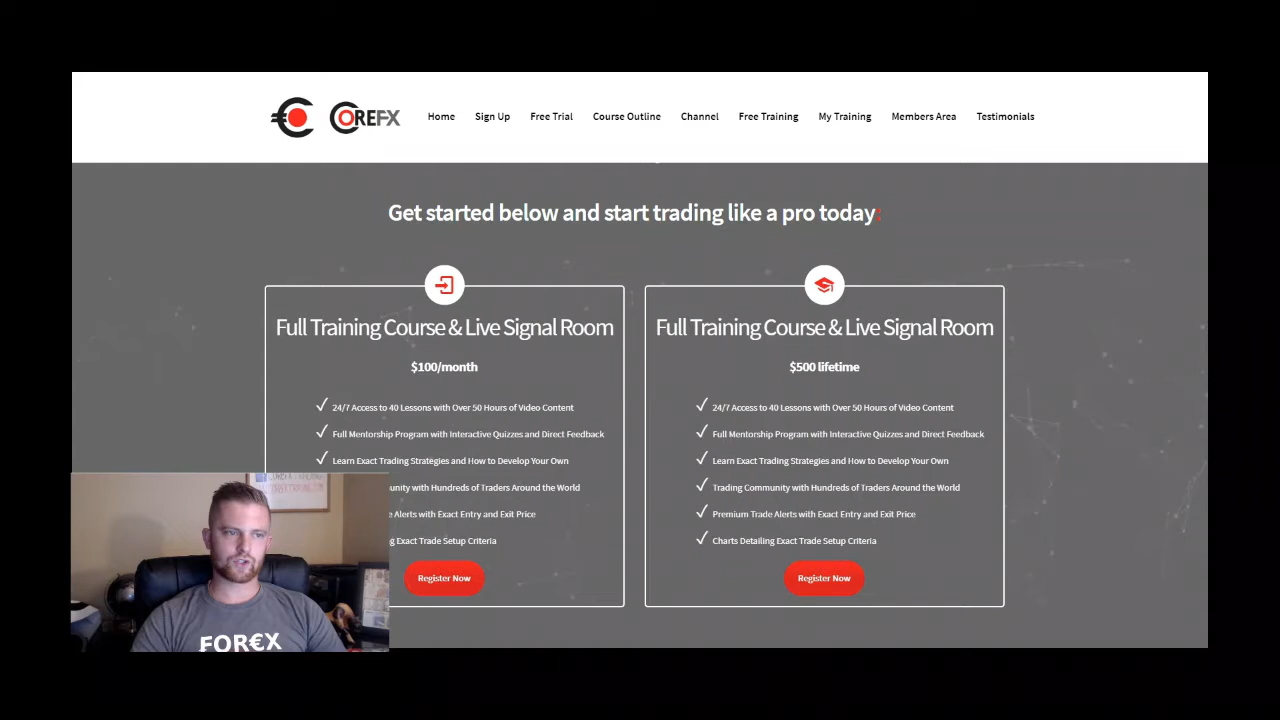 COREFX
Home
Sign Up
Free Trial
Course Outline
Channel
Free Training
My Training
Members Area
Testimonials
Get started below and start trading like a pro today:
Full Training Course & Live Signal Room
$100/month
24/7 Access to 40 Lessons with Over 50 Hours of Video Content
Full Mentorship Program with Interactive Quizzes and Direct Feedback
Learn Exact Trading Strategies and How to Develop Your Own
with Hundreds of Traders Around the World
Alerts with Exact Entry and Exit Price
Exact Trade Setup Criteria
Register Now
Full Training Course & Live Signal Room
$500 lifetime
24/7 Access to 40 Lessons with Over 50 Hours of Video Content
Full Mentorship Program with Interactive Quizzes and Direct Feedback
Learn Exact Trading Strategies and How to Develop Your Own
Trading Community with Hundreds of Traders Around the World
Premium Trade Alerts with Exact Entry and Exit Price
Charts Detailing Exact Trade Setup Criteria
Register Now
FOR€X